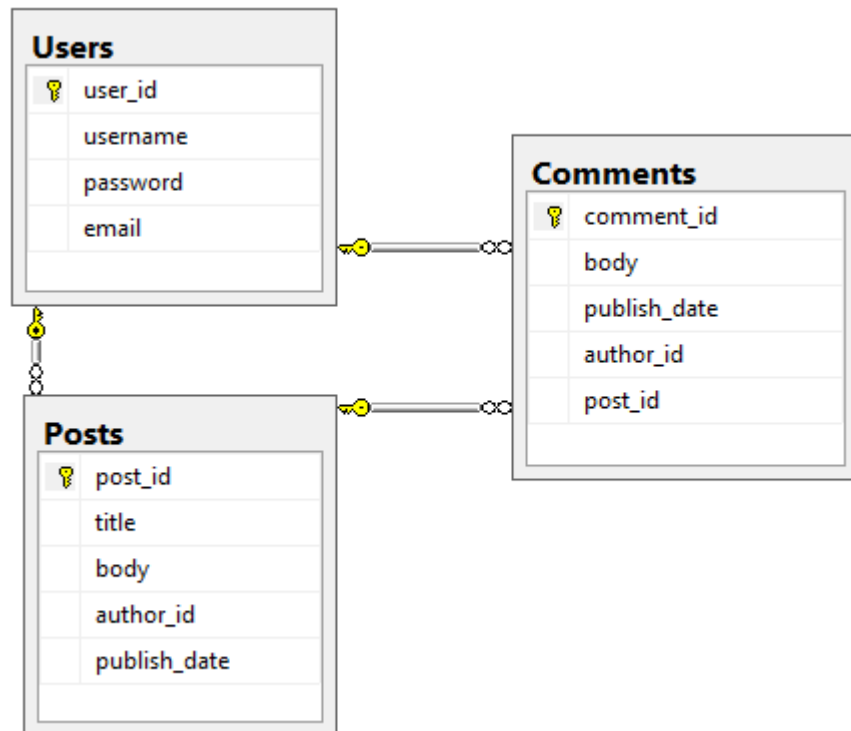 Users
user_id
username
password
email
Comments
comment_id
body
publish_date
author_id
post_id
Posts
post_id
title
body
author_id
publish_date